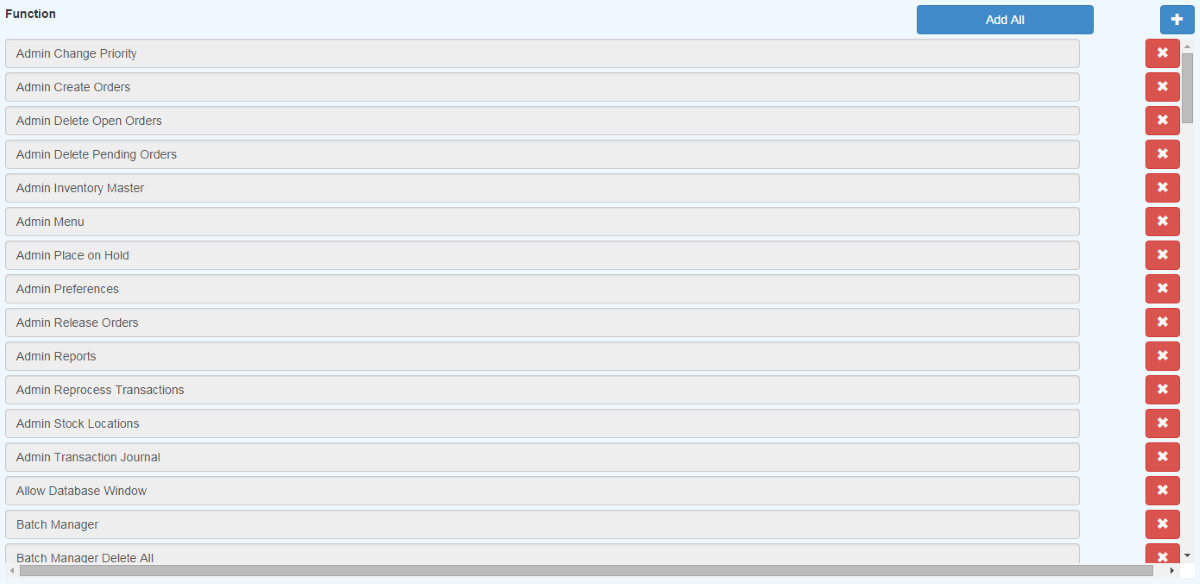 Function
Add All
Admin Change Priority
Admin Create Orders
Admin Delete Open Orders
Admin Delete Pending Orders
Admin Inventory Master
Admin Menu
Admin Place on Hold
Admin Preferences
Admin Release Orders
Admin Reports
Admin Reprocess Transactions
Admin Stock Locations
Admin Transaction Journal
Allow Database Window
Batch Manager
Batch Manager Delete All